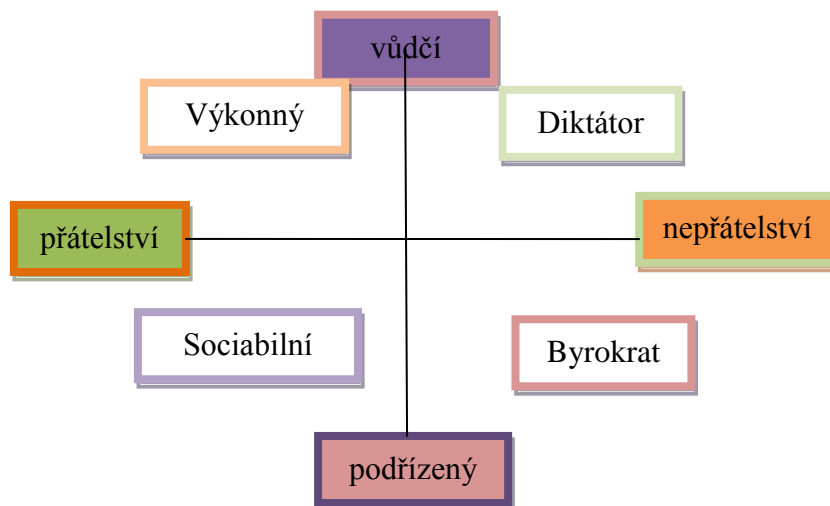 vůdčí
Výkonný
Diktátor
přátelství
nepřátelství
Sociabilní
Byrokrat
podřízený